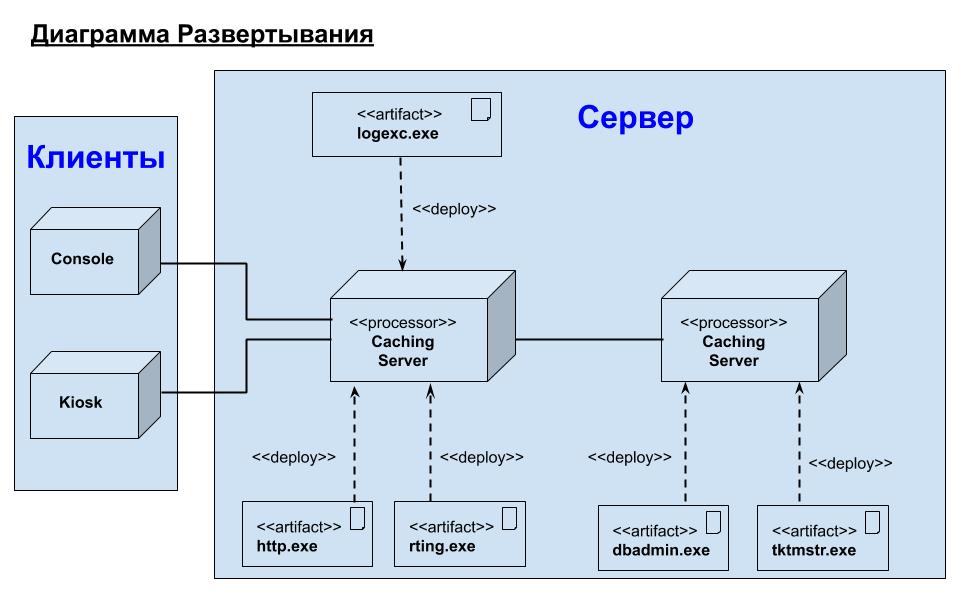 Диаграмма Развертывания
Клиенты
Console
Kiosk
Сервер
<<artifact>>
logexc.exe
<<deploy>>
<<processor>>
Caching
Server
<<processor>>
Caching
Server
<<deploy>>
<<deploy>>
<<deploy>>
<<deploy>>
<<artifact>>
http.exe
<<artifact>>
rting.exe
<<artifact>>
dbadmin.exe
<<artifact>>
tktmstr.exe